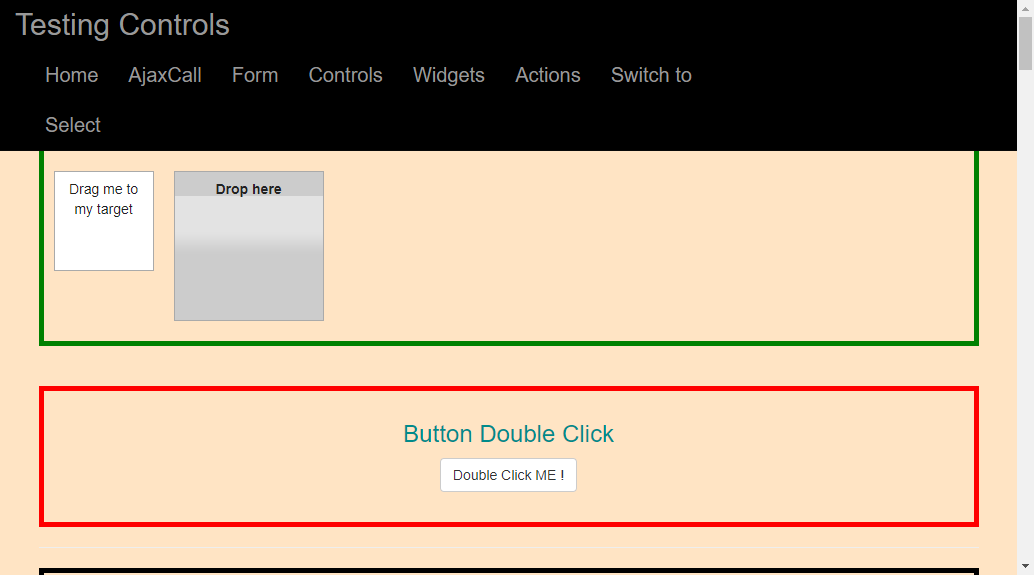 Testing Controls
Home AjaxCall Form Controls Widgets Actions Switch to
Select
Drag me to
my target
Drop here
Button Double Click
Double Click ME !